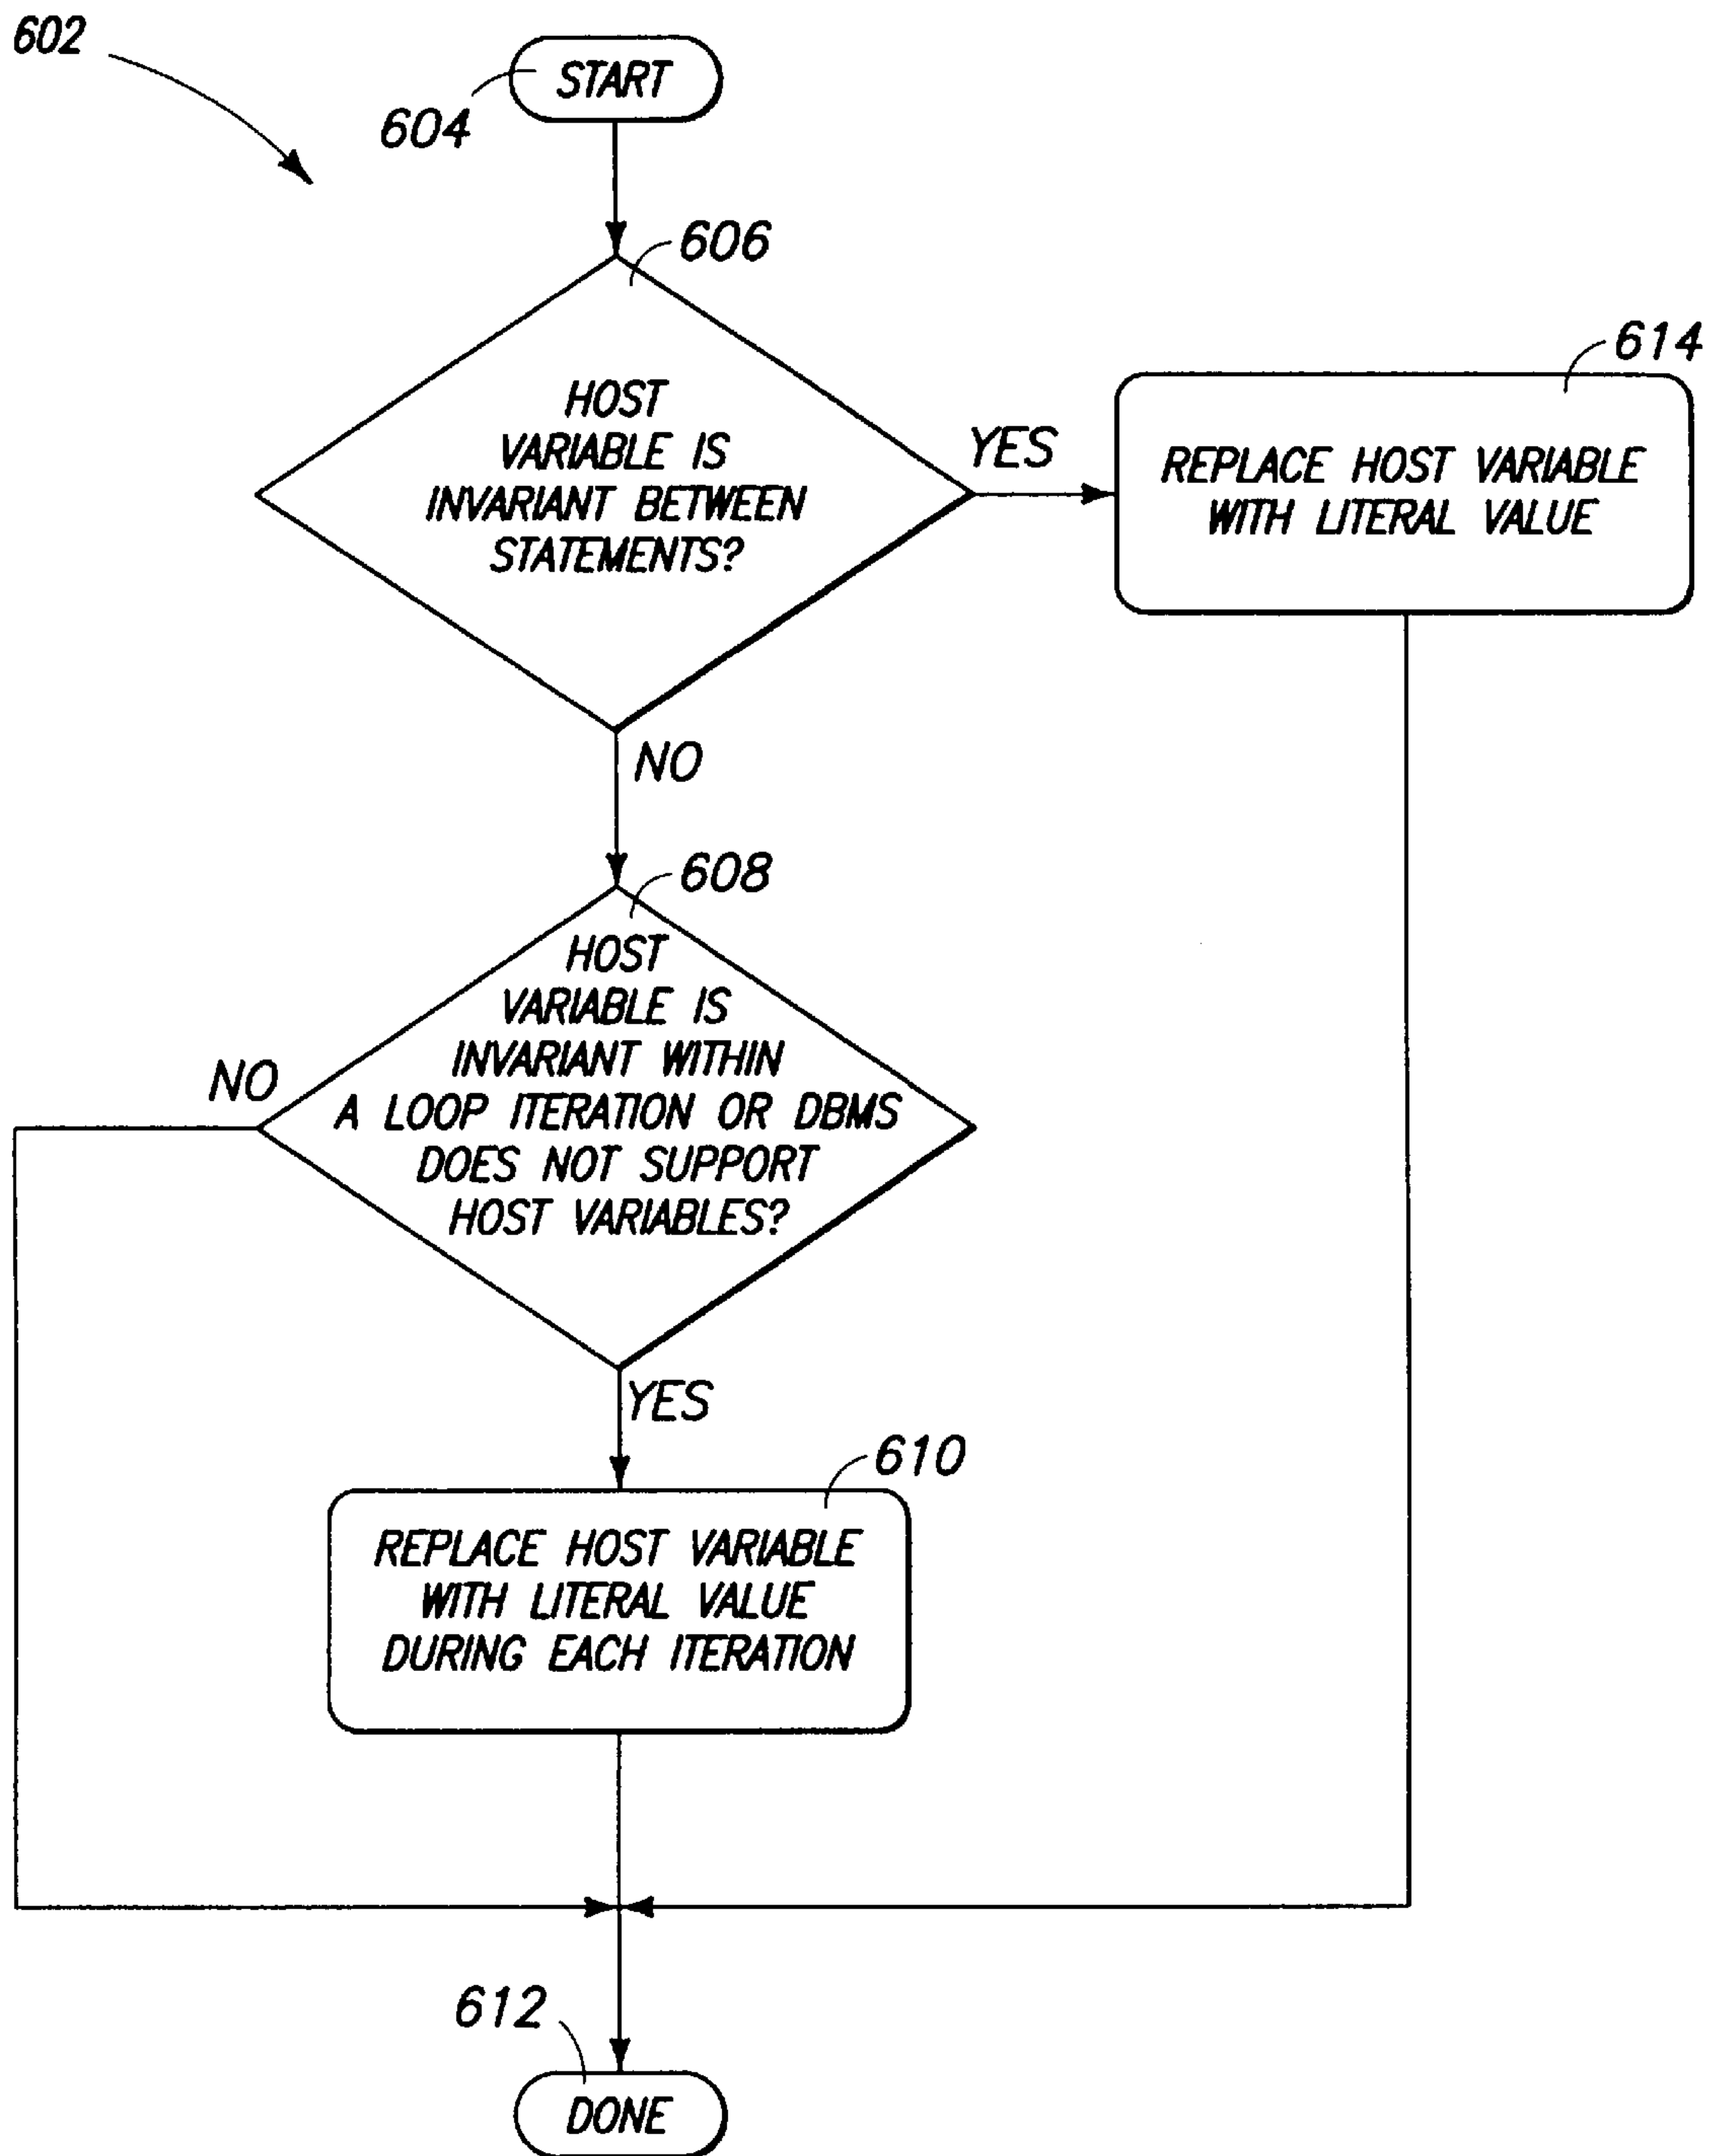 602
START
604
606
HOST
VARIABLE IS
INVARIANT BETWEEN
STATEMENTS?
YES
614
REPLACE HOST VARIABLE
WITH LITERAL VALUE
NO
608
HOST
VARIABLE IS
INVARIANT WITHIN
A LOOP ITERATION OR DBMS
DOES NOT SUPPORT
HOST VARIABLES?
NO
YES
610
REPLACE HOST VARIABLE
WITH LITERAL VALUE
DURING EACH ITERATION
612
DONE